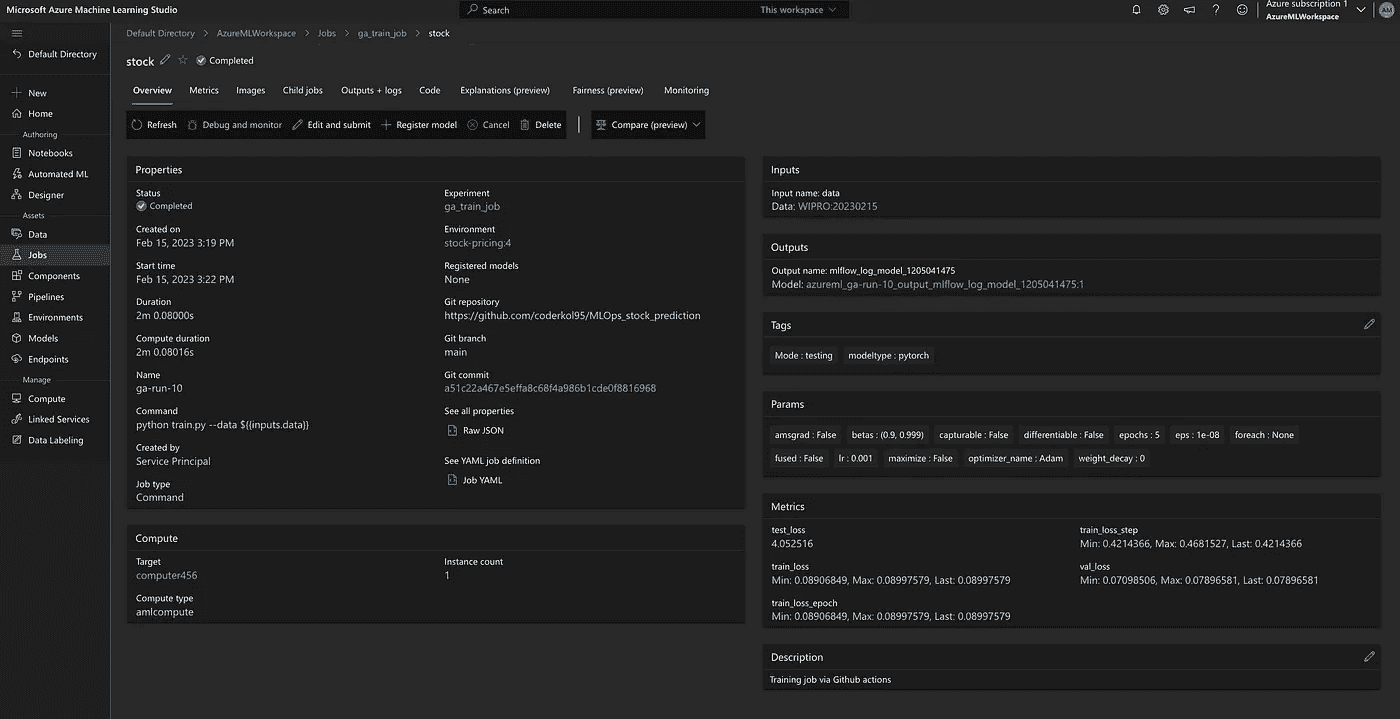 Microsoft Azure Machine Learning Studio
Search
This workspace
Azure subscription 1
AzureMLWorkspace
AM
Default Directory
New
Home
Authoring
Notebooks
Automated ML
Designer
Assets
Data
Jobs
Components
Pipelines
Environments
Models
Endpoints
Manage
Compute
Linked Services
Data Labeling
Default Directory > AzureMLWorkspace > Jobs > ga_train_job > stock
stock Completed
Overview Metrics Images Child jobs Outputs + logs Code Explanations (preview) Fairness (preview) Monitoring
Refresh Debug and monitor Edit and submit Register model Cancel Delete Compare (preview)
Properties
Status
Completed
Created on
Feb 15, 2023 3:19 PM
Start time
Feb 15, 2023 3:22 PM
Duration
2m 0.08000s
Compute duration
2m 0.08016s
Name
ga-run-10
Command
python train.py --data ${{inputs.data}}
Created by
Service Principal
Job type
Command
Experiment
ga_train_job
Environment
stock-pricing:4
Registered models
None
Git repository
https://github.com/coderkol95/MLOps_stock_prediction
Git branch
main
Git commit
a51c22a467e5effa8c68f4a986b1cde0f8816968
See all properties
Raw JSON
See YAML job definition
Job YAML
Compute
Target
computer456
Compute type
amlcompute
Instance count
1
Inputs
Input name: data
Data: WIPRO:20230215
Outputs
Output name: mlflow_log_model_1205041475
Model: azureml_ga-run-10_output_mlflow_log_model_1205041475:1
Tags
Mode : testing modeltype : pytorch
Params
amsgrad : False betas : (0.9, 0.999) capturable : False differentiable : False epochs : 5 eps : 1e-08 foreach : None
fused : False lr : 0.001 maximize : False optimizer_name : Adam weight_decay : 0
Metrics
test_loss
4.052516
train_loss
Min: 0.08906849, Max: 0.08997579, Last: 0.08997579
train_loss_epoch
Min: 0.08906849, Max: 0.08997579, Last: 0.08997579
train_loss_step
Min: 0.4214366, Max: 0.4681527, Last: 0.4214366
val_loss
Min: 0.07098506, Max: 0.07896581, Last: 0.07896581
Description
Training job via Github actions